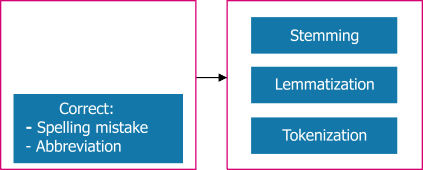 Correct:
- Spelling mistake
- Abbreviation
Stemming
Lemmatization
Tokenization